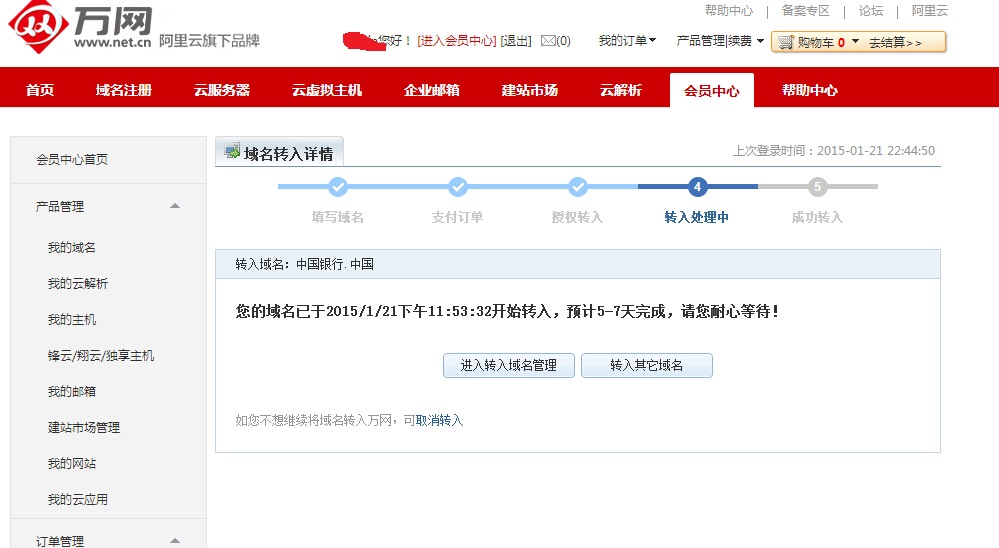 帮助中心 | 备案专区 | 论坛 | 阿里云
万网
www.net.cn 阿里云旗下品牌
您好！ [进入会员中心] [退出] (0) 我的订单 产品管理|续费 购物车 0 去结算>>
首页 域名注册 云服务器 云虚拟主机 企业邮箱 建站市场 云解析 会员中心 帮助中心
会员中心首页
产品管理
我的域名
我的云解析
我的主机
锋云/翔云/独享主机
我的邮箱
建站市场管理
我的网站
我的云应用
订单管理
域名转入详情 上次登录时间：2015-01-21 22:44:50
4 5
填写域名 支付订单 授权转入 转入处理中 成功转入
转入域名：中国银行.中国
您的域名已于2015/1/21下午11:53:32开始转入，预计5-7天完成，请您耐心等待！
进入转入域名管理 转入其它域名
如您不想继续将域名转入万网，可取消转入